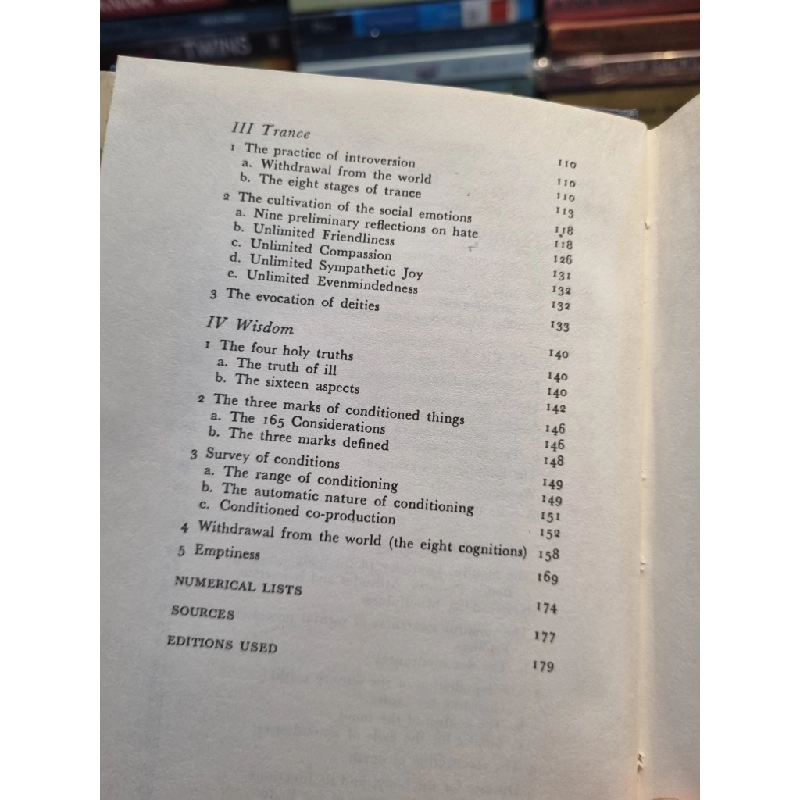 TWINS
III Trance 110
1 The practice of introversion 110
a. Withdrawal from the world 110
b. The eight stages of trance 113
2 The cultivation of the social emotions 118
a. Nine preliminary reflections on hate 118
b. Unlimited Friendliness 126
c. Unlimited Compassion 131
d. Unlimited Sympathetic Joy 132
e. Unlimited Evenmindedness 132
3 The evocation of deities 133
IV Wisdom 140
1 The four holy truths 140
a. The truth of ill 140
b. The sixteen aspects 142
2 The three marks of conditioned things 146
a. The 165 Considerations 146
b. The three marks defined 148
3 Survey of conditions 149
a. The range of conditioning 149
b. The automatic nature of conditioning 151
c. Conditioned co-production 152
4 Withdrawal from the world (the eight cognitions) 158
5 Emptiness 169
NUMERICAL LISTS 174
SOURCES 177
EDITIONS USED 179